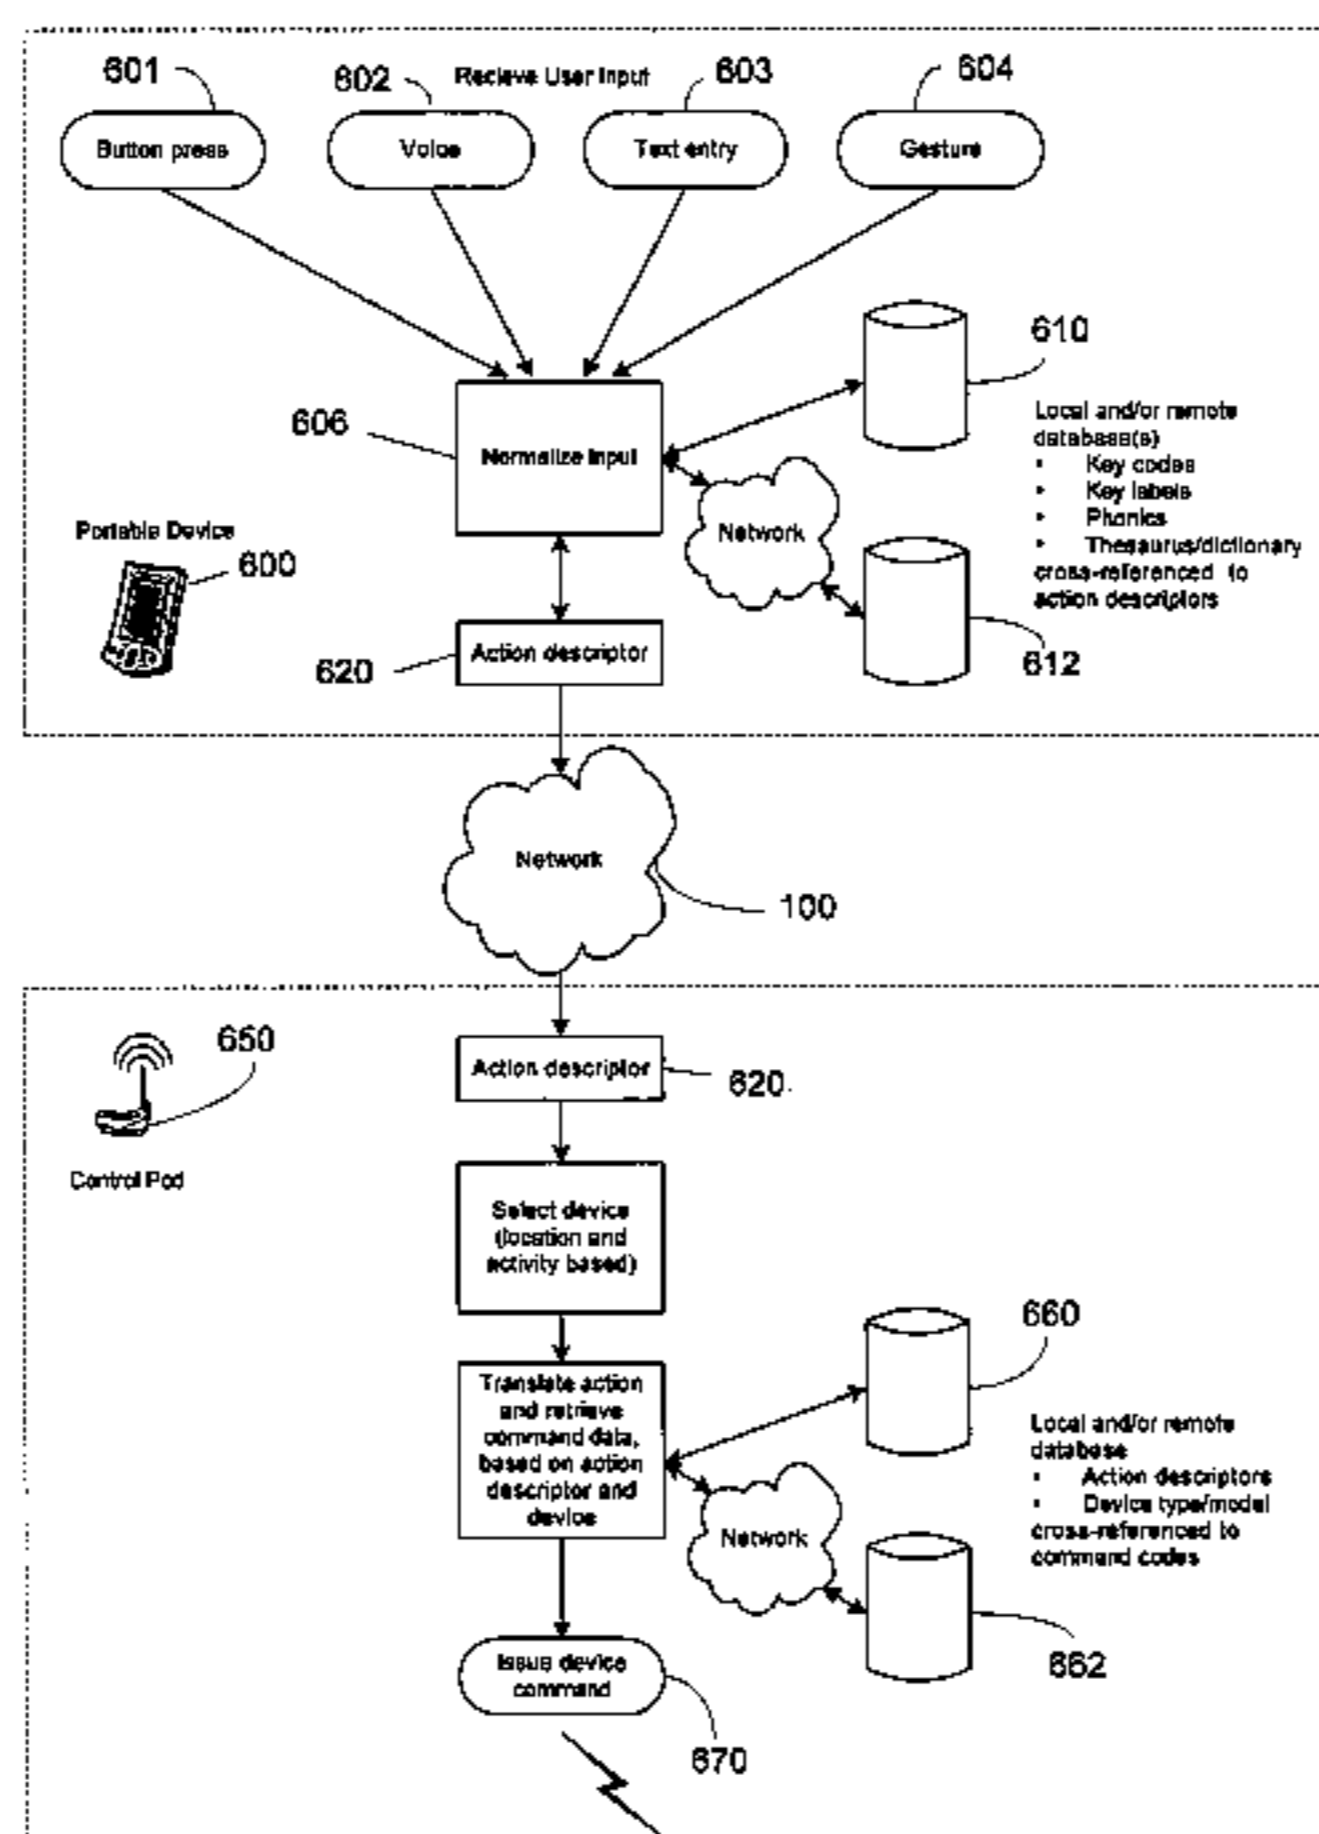 601
602
Recieve User Input
603
604
Button press
Voice
Text entry
Gesture
610
606
Normalize Input
Local and/or remote
database(s)
• Key codes
• Key labels
• Phonics
• Thesaurus/dictionary
cross-referenced to
action descriptors
Network
Portable Device
600
620
Action descriptor
612
Network
100
650
Action descriptor
620
Control Pod
Select device
(location and
activity based)
660
Translate action
and retrieve
command data,
based on action
descriptor and
device
Local and/or remote
database
• Action descriptors
• Device type/model
cross-referenced to
command codes
Network
662
Issue device
command
670